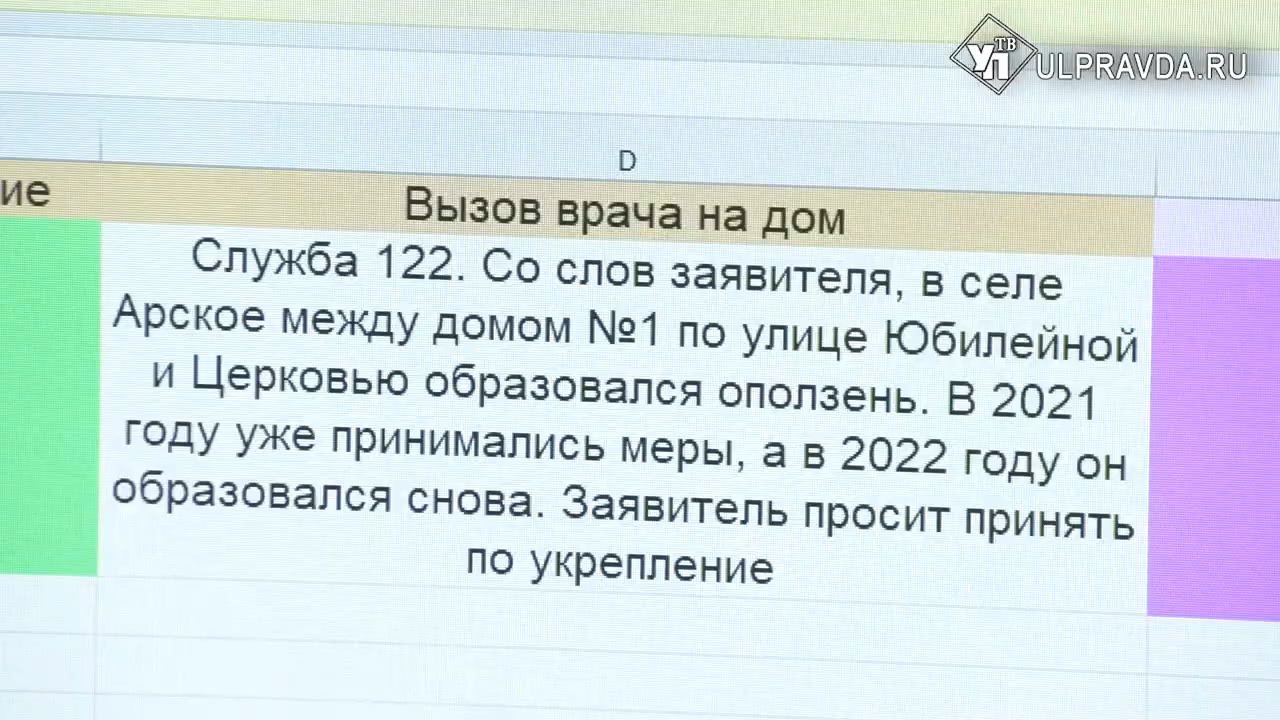 УП ТВ ULPRAVDA.RU
D
ие
Вызов врача на дом
Служба 122. Со слов заявителя, в селе
Арское между домом №1 по улице Юбилейной
и Церковью образовался оползень. В 2021
году уже принимались меры, а в 2022 году он
образовался снова. Заявитель просит принять
по укрепление